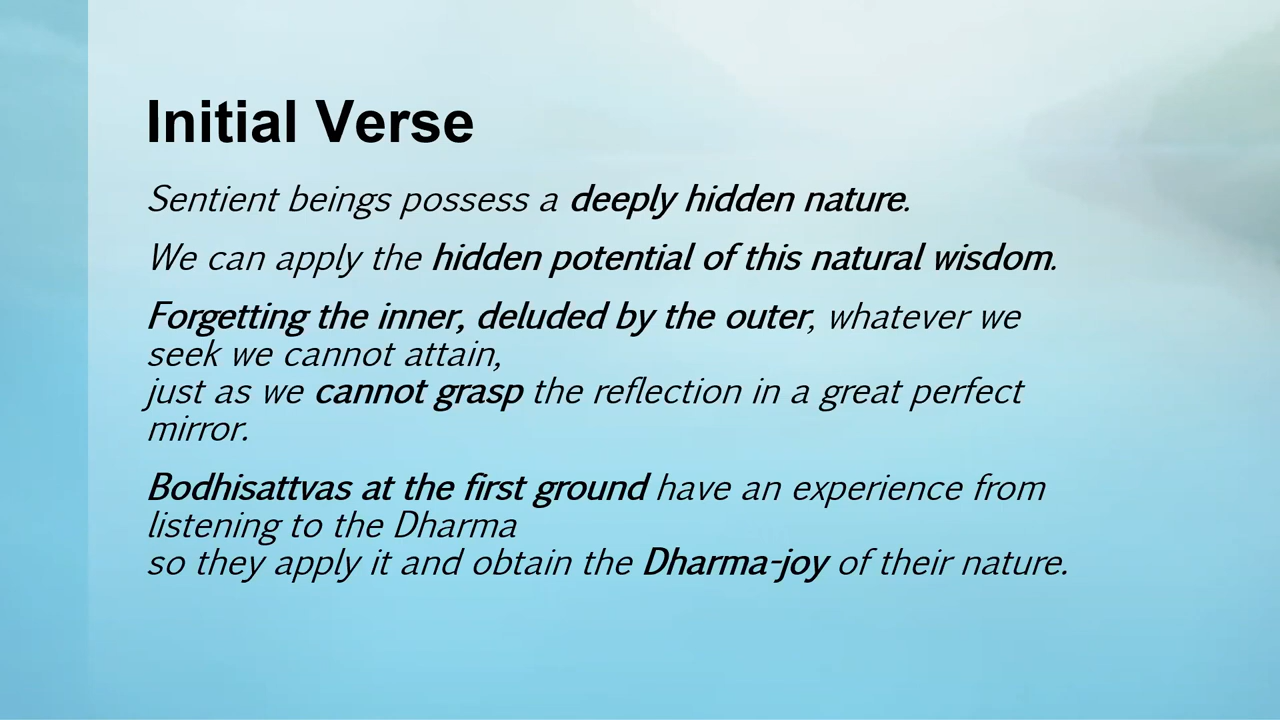 Initial Verse
Sentient beings possess a deeply hidden nature.
We can apply the hidden potential of this natural wisdom.
Forgetting the inner, deluded by the outer, whatever we
seek we cannot attain,
just as we cannot grasp the reflection in a great perfect
mirror.
Bodhisattvas at the first ground have an experience from
listening to the Dharma
so they apply it and obtain the Dharma-joy of their nature.